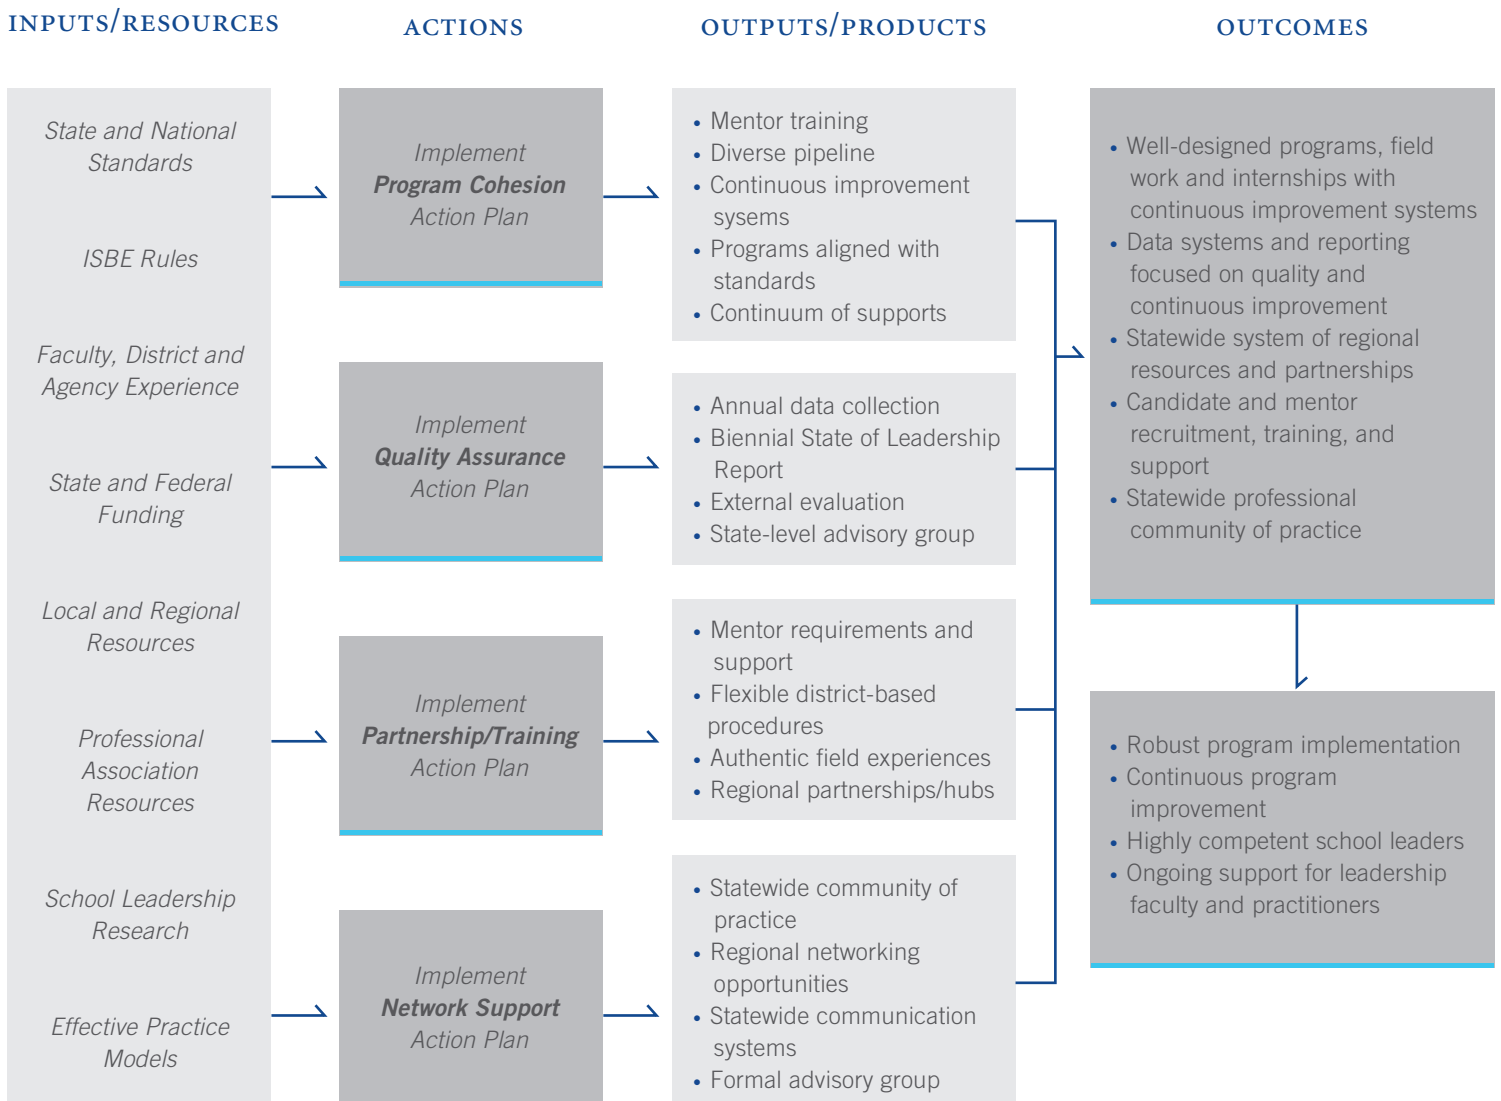 INPUTS/RESOURCES
ACTIONS
OUTPUTS/PRODUCTS
OUTCOMES
State and National
Standards
ISBE Rules
Faculty, District and
Agency Experience
State and Federal
Funding
Local and Regional
Resources
Professional
Association
Resources
School Leadership
Research
Effective Practice
Models
Implement
Program Cohesion
Action Plan
Implement
Quality Assurance
Action Plan
Implement
Partnership/Training
Action Plan
Implement
Network Support
Action Plan
• Mentor training
• Diverse pipeline
• Continuous improvement
sysems
• Programs aligned with
standards
• Continuum of supports
• Annual data collection
• Biennial State of Leadership
Report
• External evaluation
• State-level advisory group
• Mentor requirements and
support
• Flexible district-based
procedures
• Authentic field experiences
• Regional partnerships/hubs
• Statewide community of
practice
• Regional networking
opportunities
• Statewide communication
systems
• Formal advisory group
• Well-designed programs, field
work and internships with
continuous improvement systems
• Data systems and reporting
focused on quality and
continuous improvement
• Statewide system of regional
resources and partnerships
• Candidate and mentor
recruitment, training, and
support
• Statewide professional
community of practice
• Robust program implementation
• Continuous program
improvement
• Highly competent school leaders
• Ongoing support for leadership
faculty and practitioners